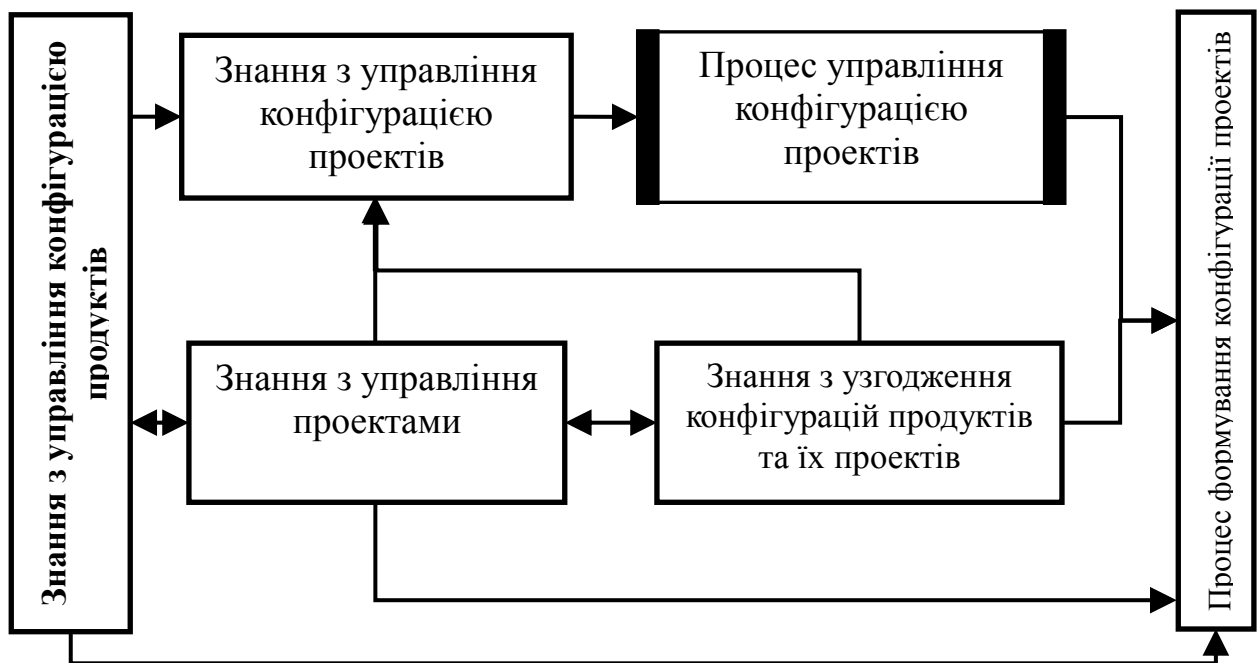 Знання з управління конфігурацією
продуктів
Знання з управління
конфігурацією
проектів
Процес управління
конфігурацією
проектів
Знання з управління
проектами
Знання з узгодження
конфігурацій продуктів
та їх проектів
Процес формування конфігурації проектів